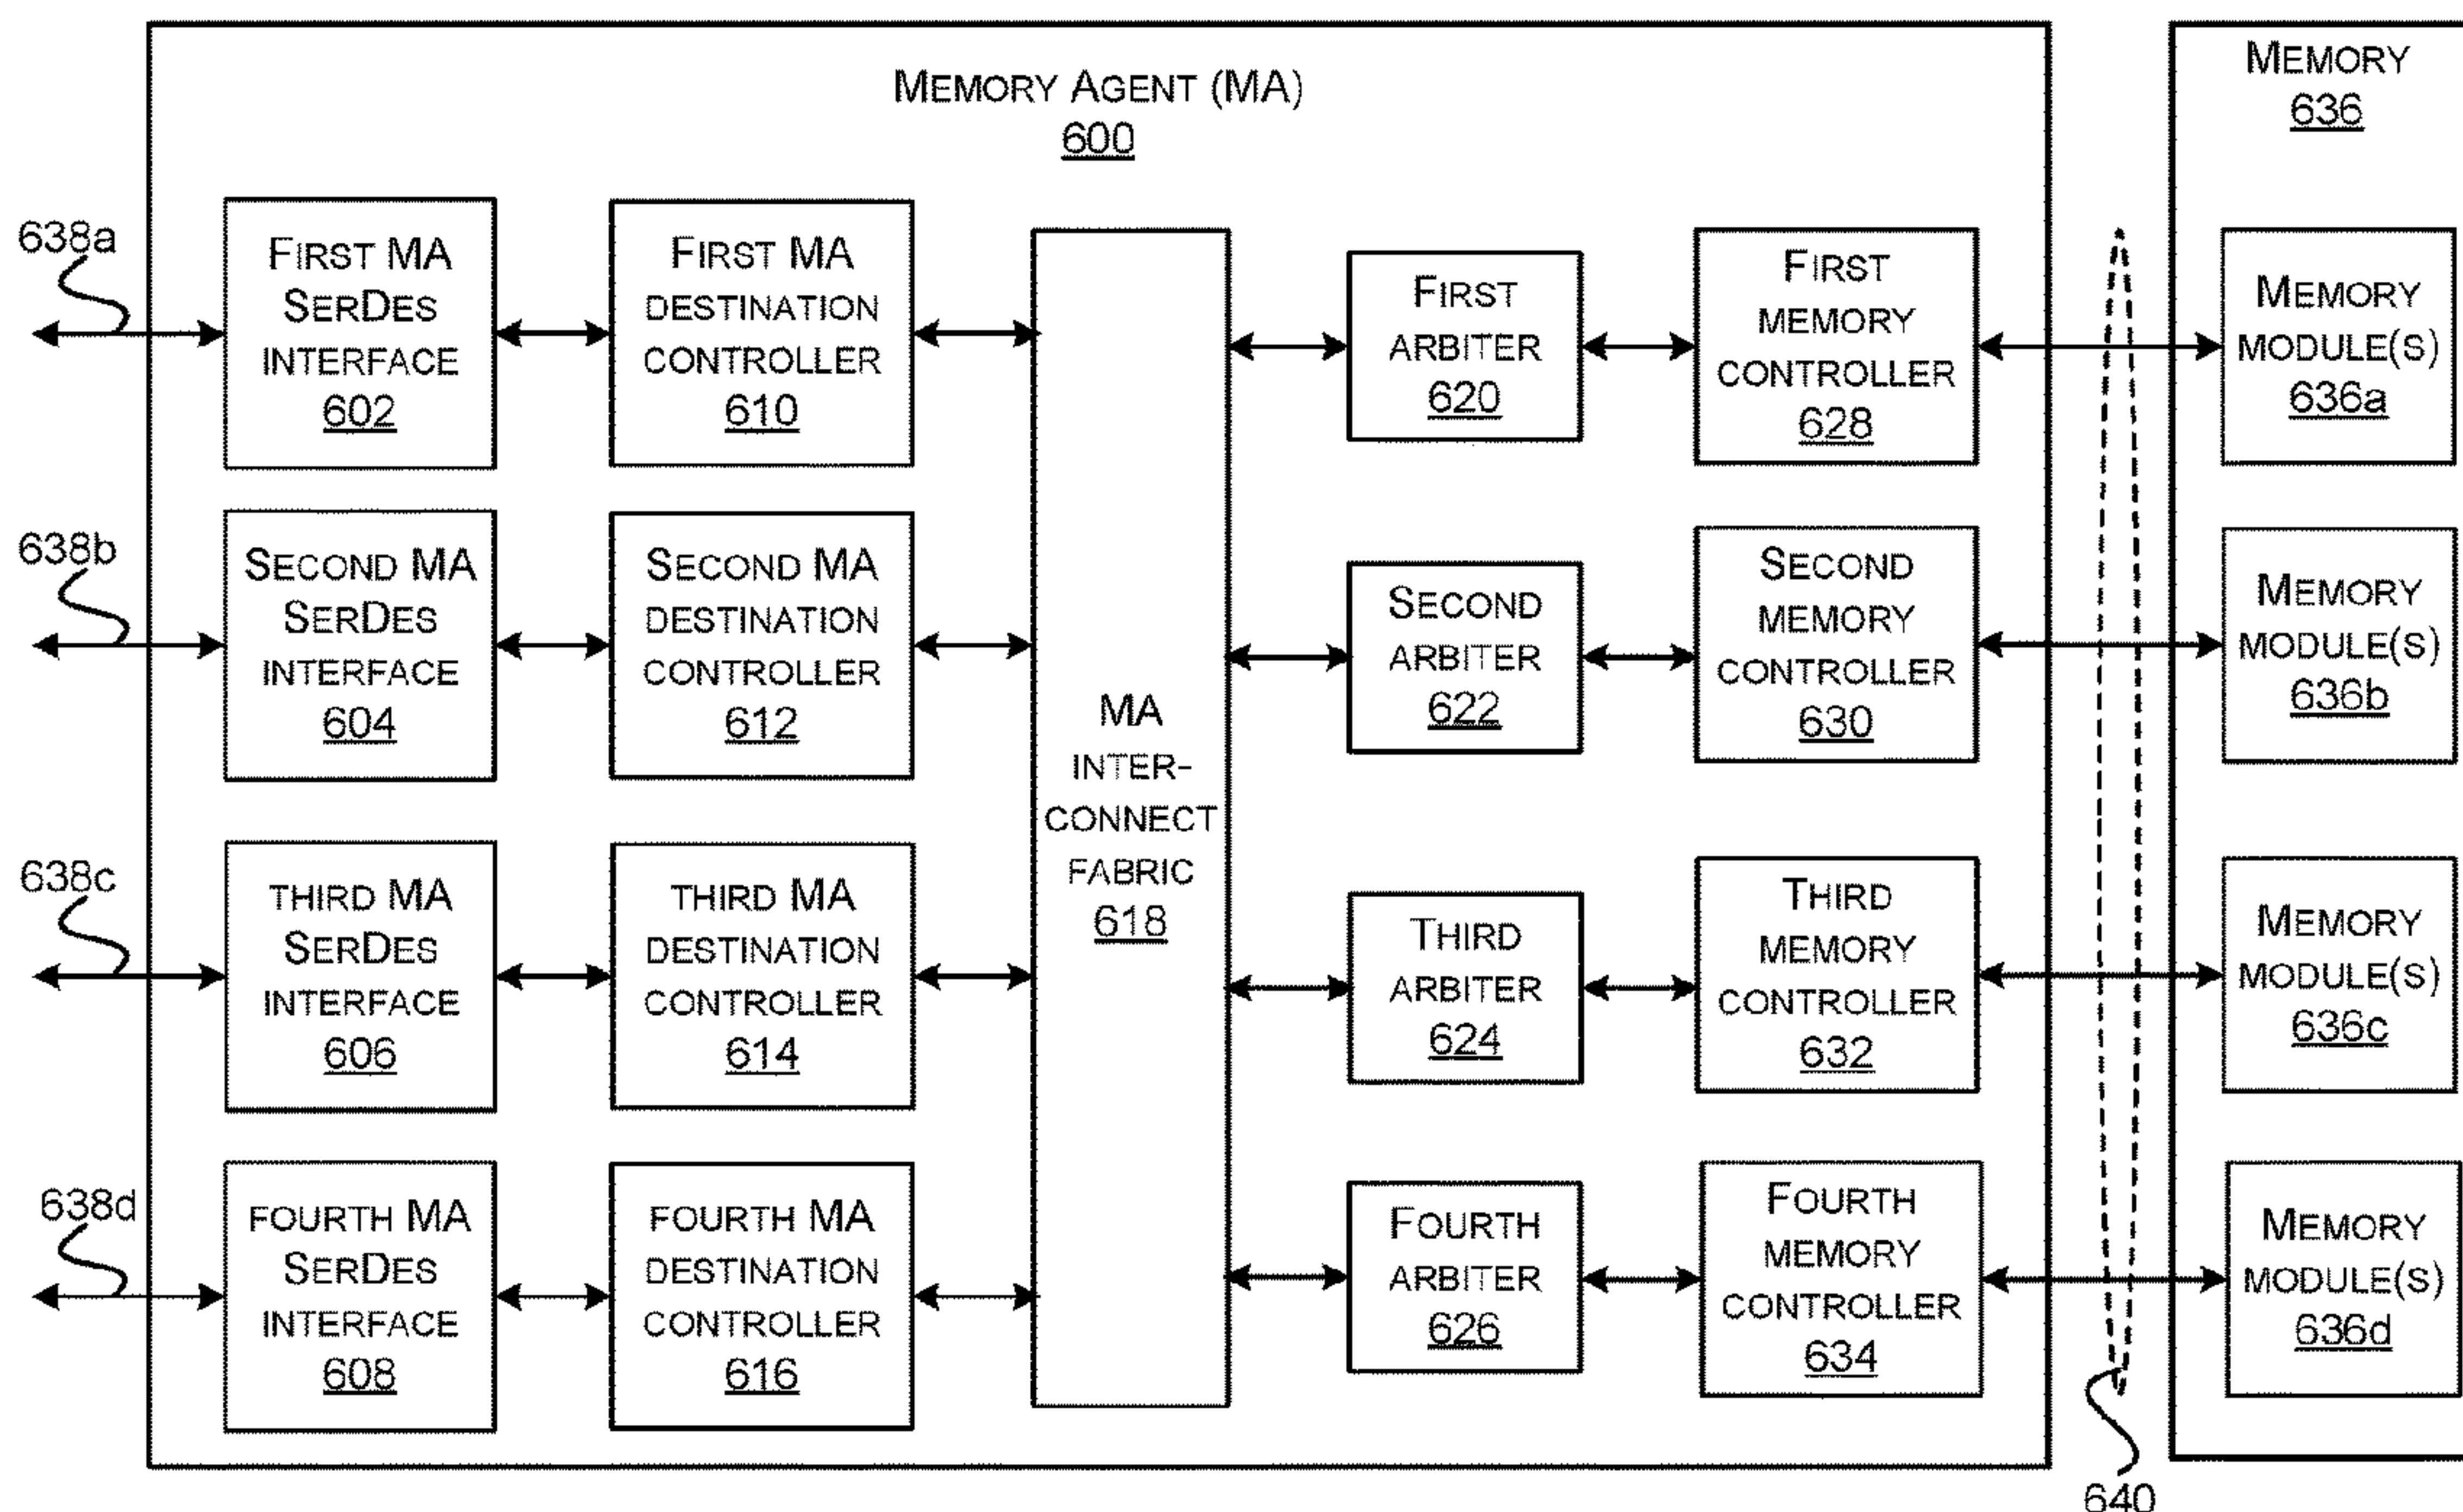 MEMORY AGENT (MA)
600
MEMORY
636
638a
FIRST MA
SERDES
INTERFACE
602
FIRST MA
DESTINATION
CONTROLLER
610
FIRST
ARBITER
620
FIRST
MEMORY
CONTROLLER
628
MEMORY
MODULE(S)
636a
638b
SECOND MA
SERDES
INTERFACE
604
SECOND MA
DESTINATION
CONTROLLER
612
SECOND
ARBITER
622
SECOND
MEMORY
CONTROLLER
630
MEMORY
MODULE(S)
636b
MA
INTER-
CONNECT
FABRIC
618
638c
THIRD MA
SERDES
INTERFACE
606
THIRD MA
DESTINATION
CONTROLLER
614
THIRD
ARBITER
624
THIRD
MEMORY
CONTROLLER
632
MEMORY
MODULE(S)
636c
638d
FOURTH MA
SERDES
INTERFACE
608
FOURTH MA
DESTINATION
CONTROLLER
616
FOURTH
ARBITER
626
FOURTH
MEMORY
CONTROLLER
634
MEMORY
MODULE(S)
636d
640